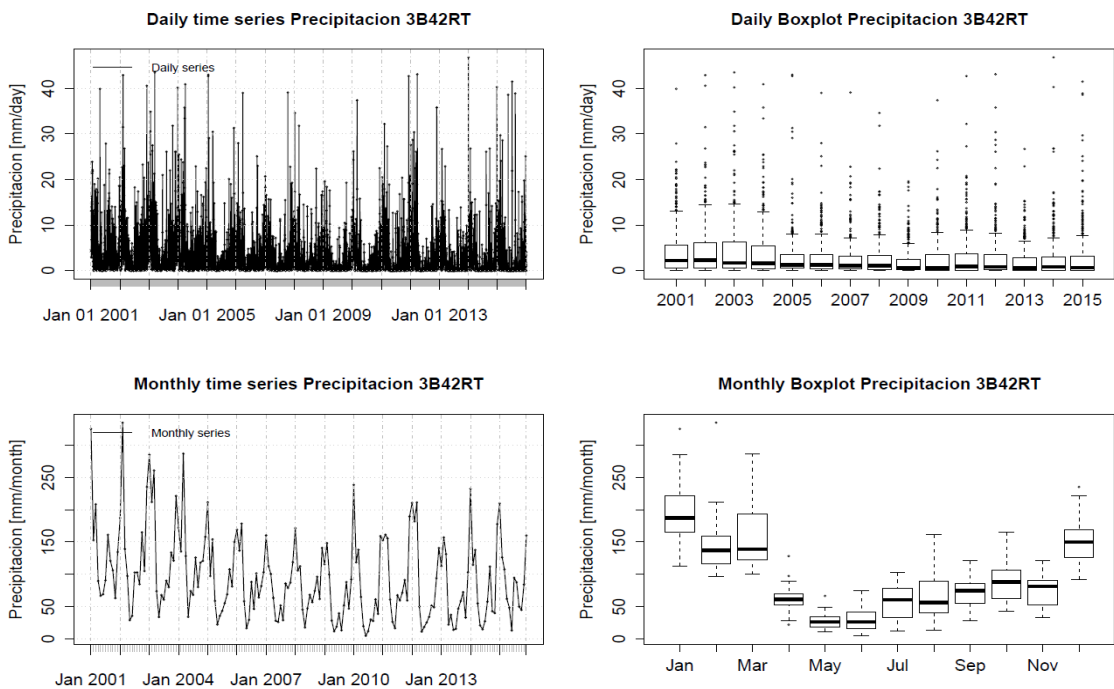 Daily time series Precipitacion 3B42RT
Precipitacion [mm/day]
40
30
20
10
0
Daily series
Jan 01 2001 Jan 01 2005 Jan 01 2009 Jan 01 2013
Daily Boxplot Precipitacion 3B42RT
Precipitacion [mm/day]
40
30
20
10
0
2001 2003 2005 2007 2009 2011 2013 2015
Monthly time series Precipitacion 3B42RT
Precipitacion [mm/month]
250
150
50
0
Monthly series
Jan 2001 Jan 2004 Jan 2007 Jan 2010 Jan 2013
Monthly Boxplot Precipitacion 3B42RT
Precipitacion [mm/month]
250
150
50
0
Jan Mar May Jul Sep Nov